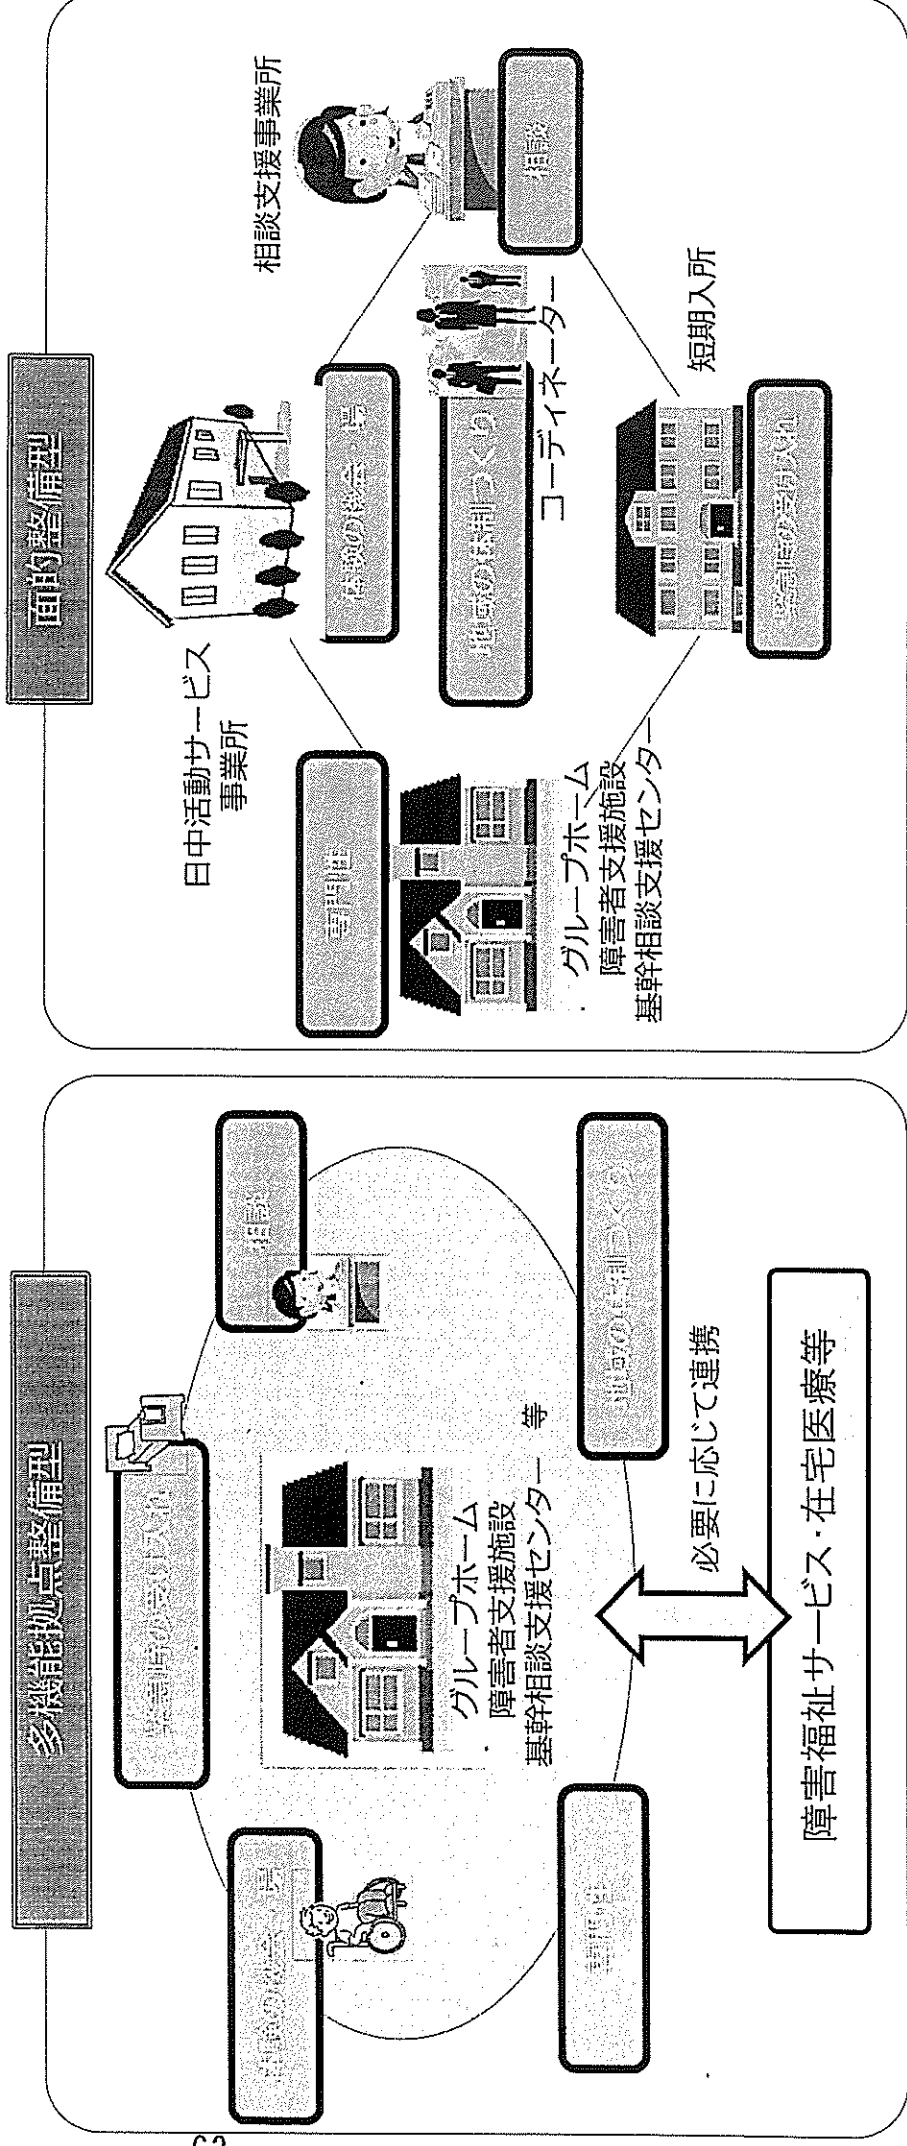 多機能拠点整備型
緊急時の受け入れ
相談
体験の機会・場
グループホーム
障害者支援施設
基幹相談支援センター 等
専門性
地域の体制づくり
必要に応じて連携
障害福祉サービス・在宅医療等
面的整備型
日中活動サービス
事業所
体験の機会・場
相談支援事業所
相談
専門性
グループホーム
障害者支援施設
基幹相談支援センター
地域の体制づくり
コーディネーター
短期入所
緊急時の受け入れ